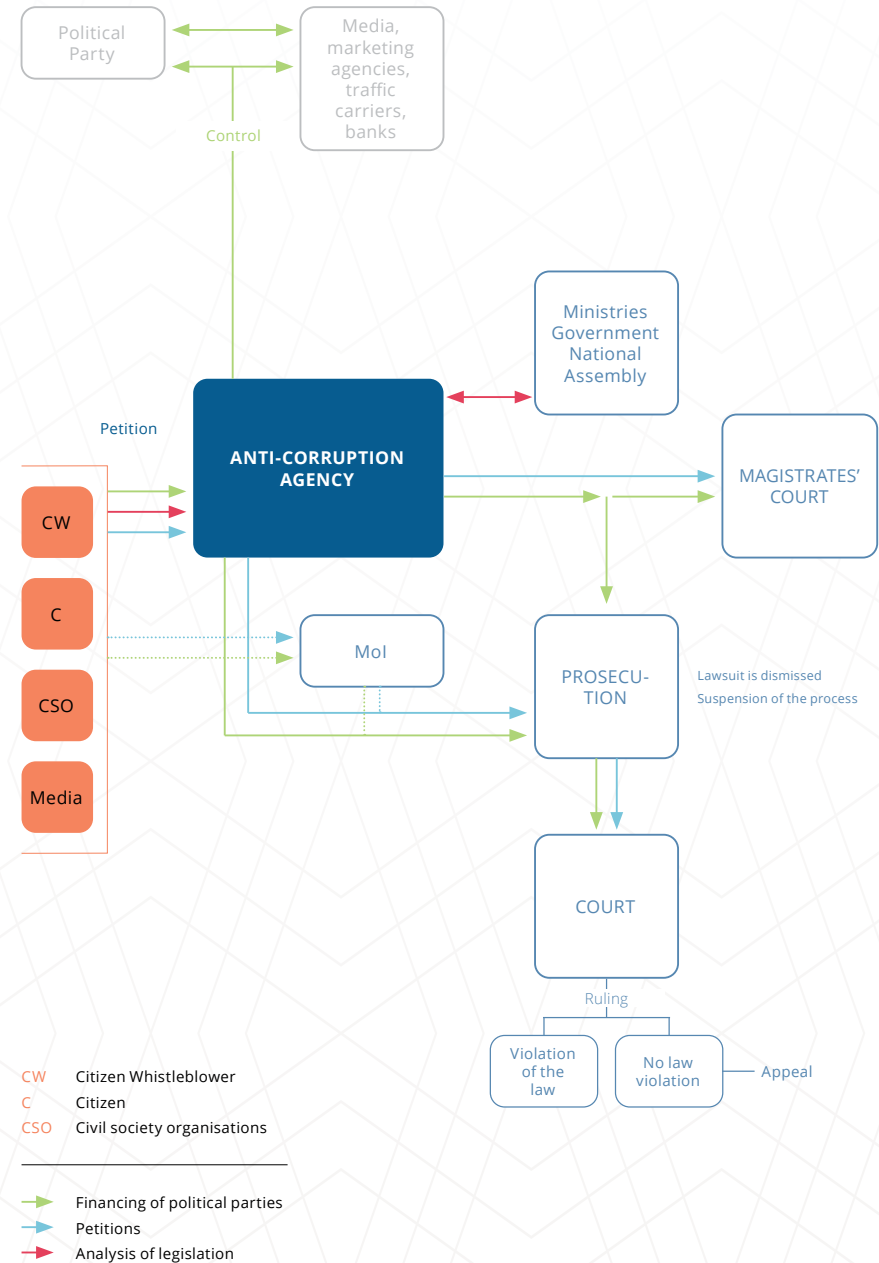 Political
Party
Media,
marketing
agencies,
traffic
carriers,
banks
Control
Ministries
Government
National
Assembly
Petition
ANTI-CORRUPTION
AGENCY
MAGISTRATES’
COURT
CW
C
CSO
Media
MoI
PROSECU-
TION
Lawsuit is dismissed
Suspension of the process
COURT
Ruling
Violation
of the
law
No law
violation
Appeal
CW Citizen Whistleblower
C Citizen
CSO Civil society organisations
Financing of political parties
Petitions
Analysis of legislation